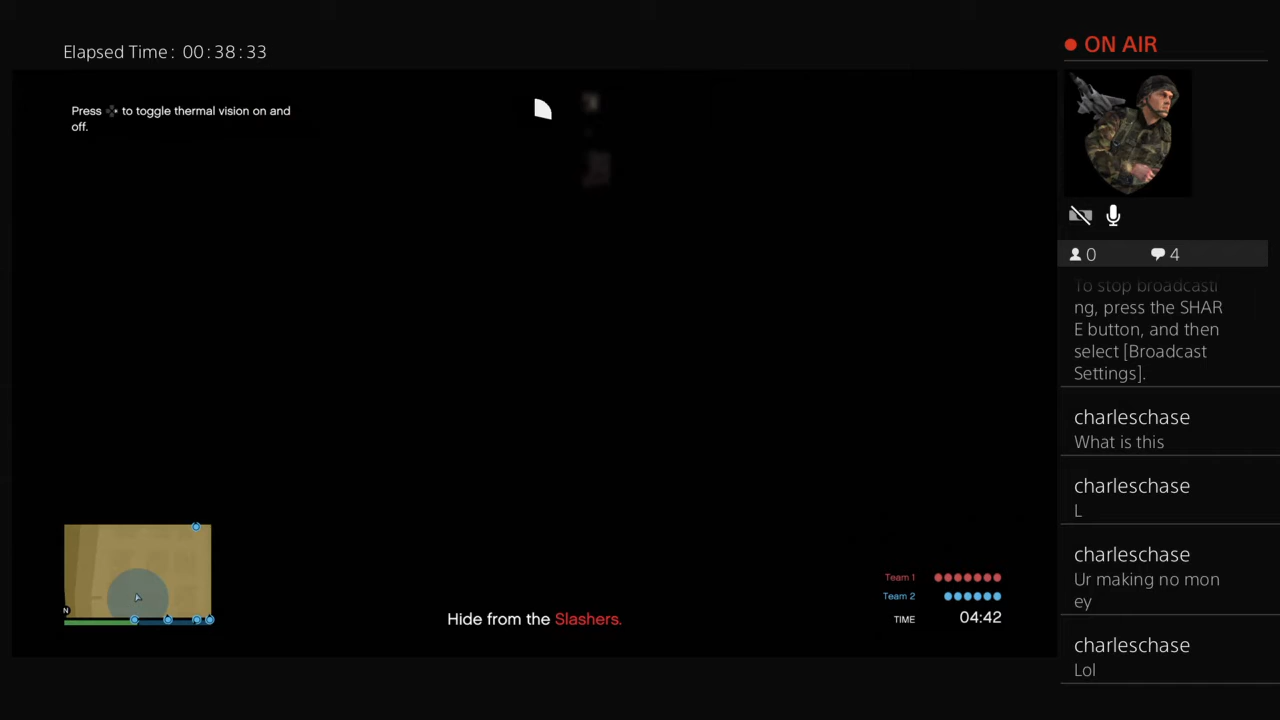 Elapsed Time: 00:38:33
ON AIR
Press to toggle thermal vision on and
off.
0 4
To stop broadcasti
ng, press the SHAR
E button, and then
select [Broadcast
Settings].
charleschase
What is this
charleschase
L
charleschase
Ur making no mon
ey
charleschase
Lol
N
Hide from the Slashers.
Team 1
Team 2
TIME 04:42